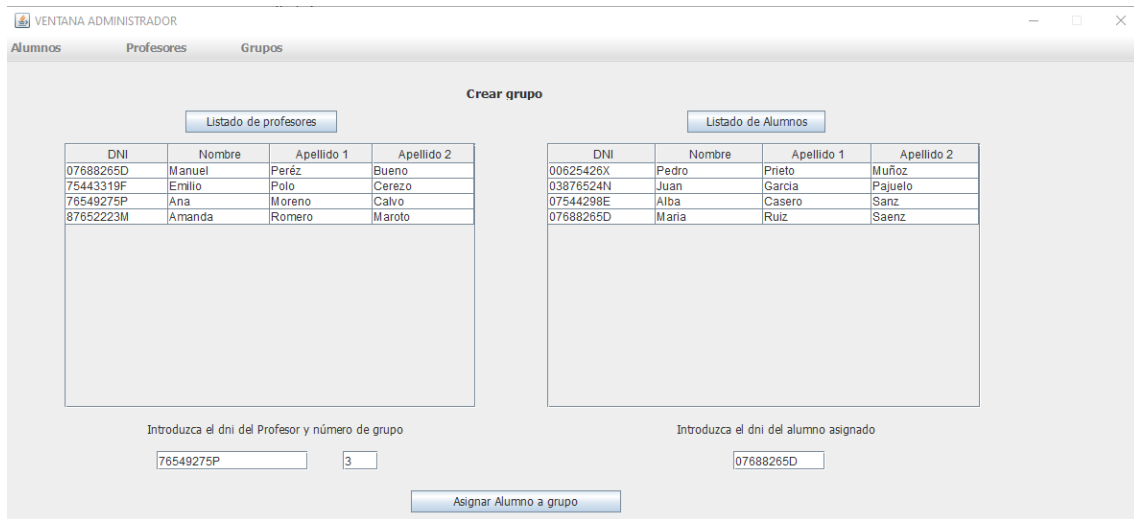 VENTANA ADMINISTRADOR
Alumnos Profesores Grupos
Crear grupo
Listado de profesores Listado de Alumnos
DNI Nombre Apellido 1 Apellido 2 DNI Nombre Apellido 1 Apellido 2
07688265D Manuel Peréz Bueno 00625426X Pedro Prieto Muñoz
75443319F Emilio Polo Cerezo 03876524N Juan Garcia Pajuelo
76549275P Ana Moreno Calvo 07544298E Alba Casero Sanz
87652223M Amanda Romero Maroto 07688265D Maria Ruiz Saenz
Introduzca el dni del Profesor y número de grupo Introduzca el dni del alumno asignado
76549275P 3 07688265D
Asignar Alumno a grupo